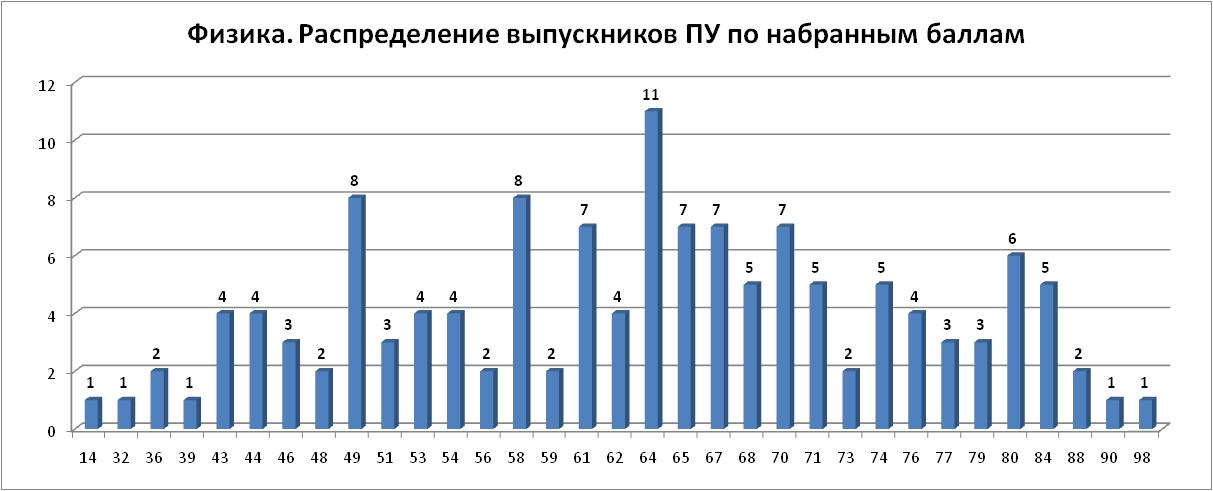 Физика. Распределение выпускников ПУ по набранным баллам
12
10
8
6
4
2
0
1 1 2 1 4 4 3 2 8 3 4 4 2 8 2 7 4 11 7 7 5 7 5 2 5 4 3 3 6 5 2 1 1
14 32 36 39 43 44 46 48 49 51 53 54 56 58 59 61 62 64 65 67 68 70 71 73 74 76 77 79 80 84 88 90 98